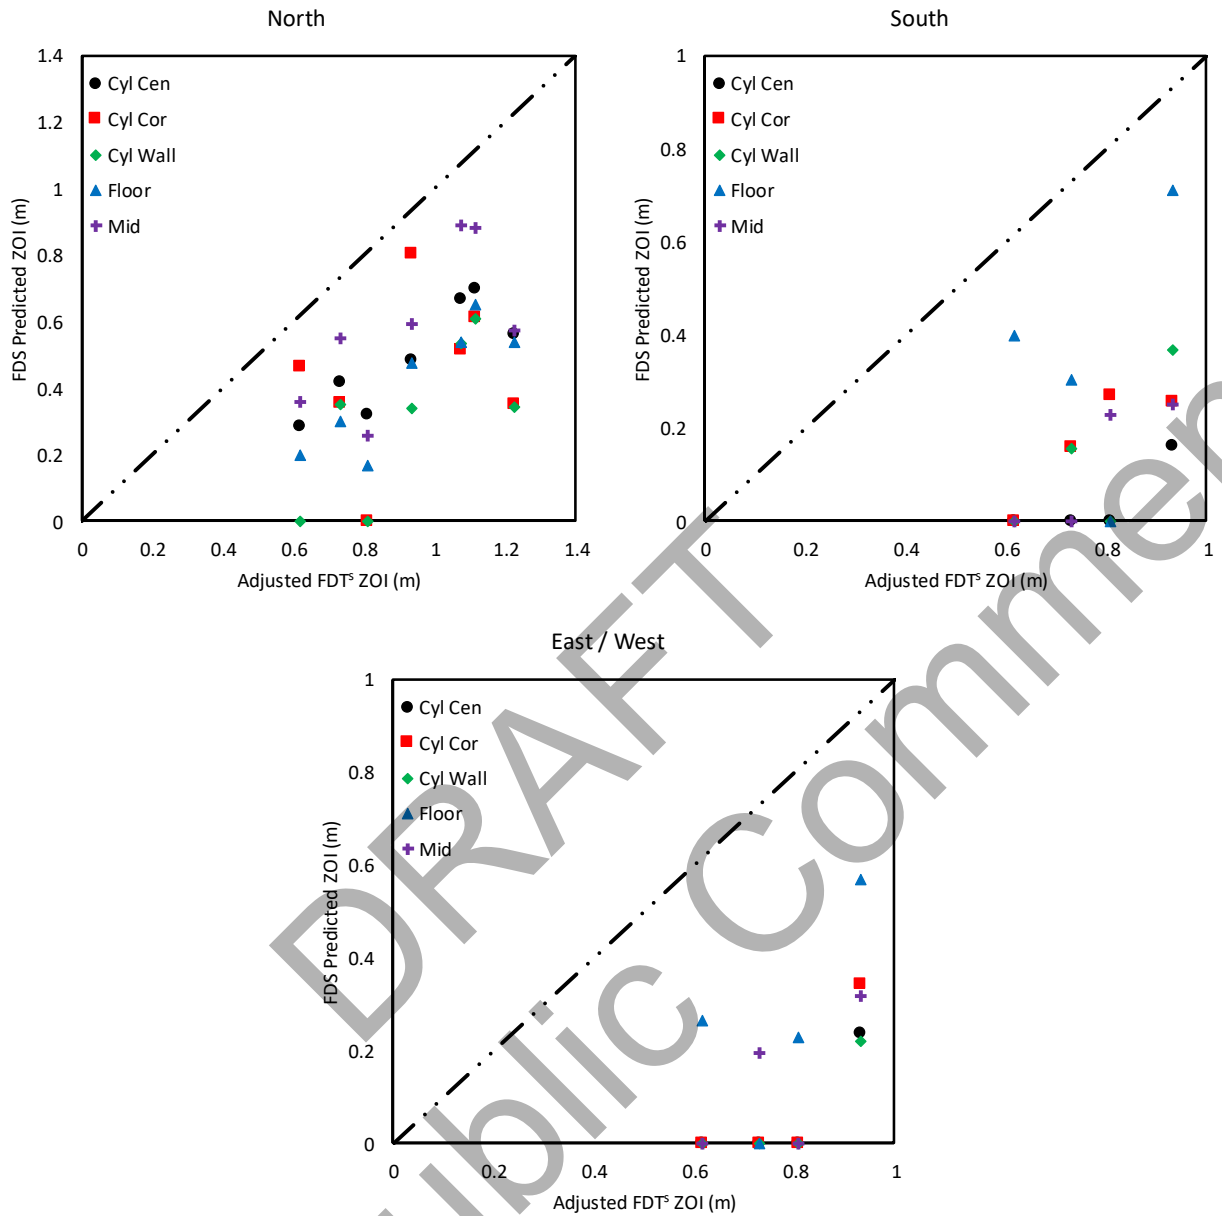 North
1.4
1.2
1
0.8
0.6
0.4
0.2
0
0 0.2 0.4 0.6 0.8 1 1.2 1.4
FDS Predicted ZOI (m)
Adjusted FDTˢ ZOI (m)
Cyl Cen
Cyl Cor
Cyl Wall
Floor
Mid
South
1
0.8
0.6
0.4
0.2
0
0 0.2 0.4 0.6 0.8 1
FDS Predicted ZOI (m)
Adjusted FDTˢ ZOI (m)
Cyl Cen
Cyl Cor
Cyl Wall
Floor
Mid
East / West
1
0.8
0.6
0.4
0.2
0
0 0.2 0.4 0.6 0.8 1
FDS Predicted ZOI (m)
Adjusted FDTˢ ZOI (m)
Cyl Cen
Cyl Cor
Cyl Wall
Floor
Mid
DRAFT